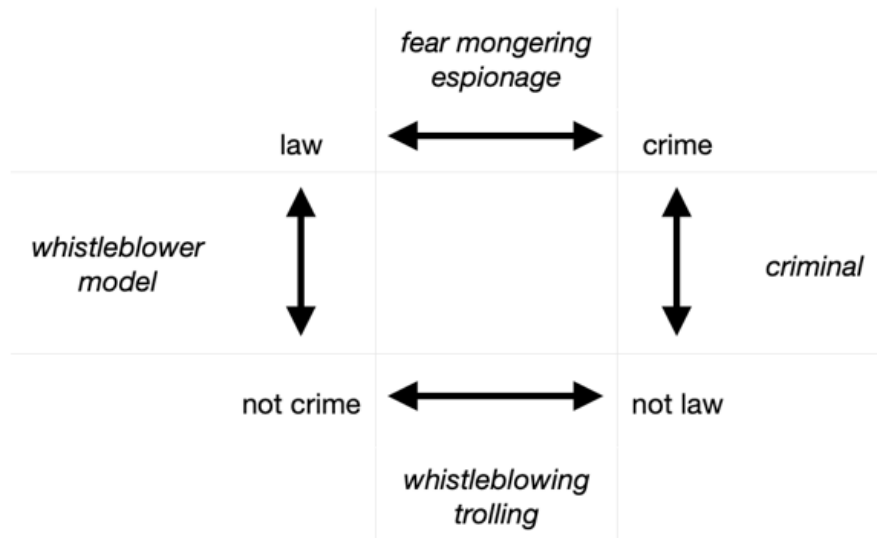 fear mongering
espionage
law
crime
whistleblower
model
criminal
not crime
not law
whistleblowing
trolling